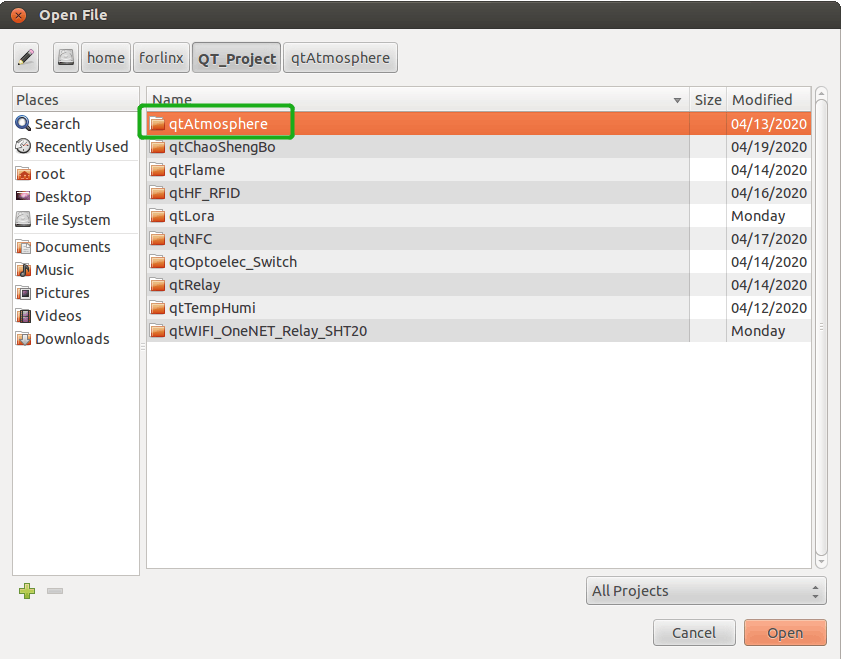 Open File
home forlinx QT_Project qtAtmosphere
Places
Search
Recently Used
root
Desktop
File System
Documents
Music
Pictures
Videos
Downloads
Name Size Modified
qtAtmosphere 04/13/2020
qtChaoShengBo 04/19/2020
qtFlame 04/14/2020
qtHF_RFID 04/16/2020
qtLora Monday
qtNFC 04/17/2020
qtOptoelec_Switch 04/14/2020
qtRelay 04/14/2020
qtTempHumi 04/12/2020
qtWIFI_OneNET_Relay_SHT20 Monday
All Projects
Cancel Open